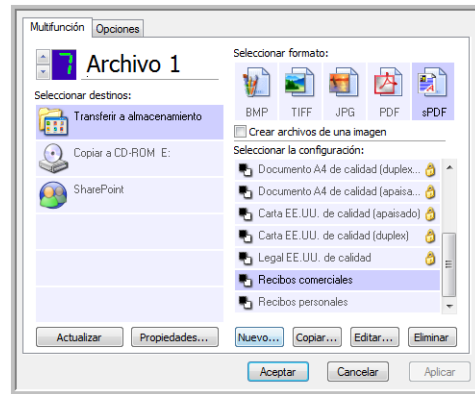 Multifunción
Opciones
7 Archivo 1
Seleccionar destinos:
Transferir a almacenamiento
Copiar a CD-ROM E:
SharePoint
Actualizar
Propiedades...
Seleccionar formato:
BMP TIFF JPG PDF sPDF
Crear archivos de una imagen
Seleccionar la configuración:
Documento A4 de calidad (duplex...
Documento A4 de calidad (apaisa...
Carta EE.UU. de calidad (apaisado)
Carta EE.UU. de calidad (duplex)
Legal EE.UU. de calidad
Recibos comerciales
Recibos personales
Nuevo...
Copiar...
Editar...
Eliminar
Aceptar
Cancelar
Aplicar